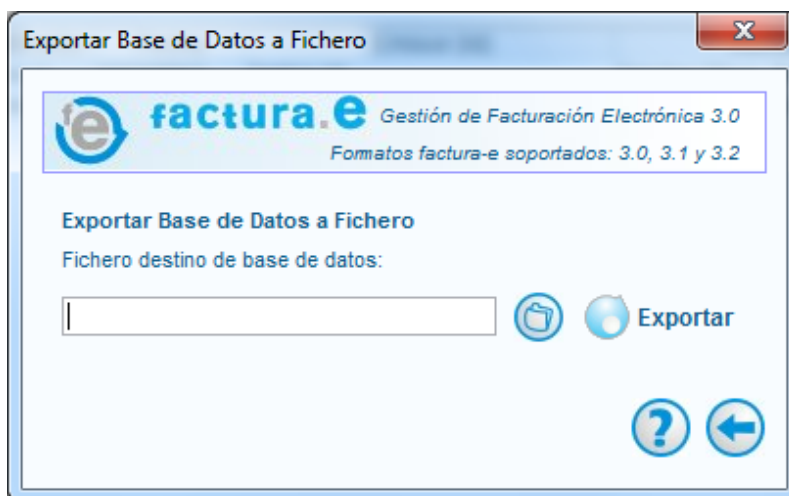 Exportar Base de Datos a Fichero
factura.e Gestión de Facturación Electrónica 3.0
Formatos factura-e soportados: 3.0, 3.1 y 3.2
Exportar Base de Datos a Fichero
Fichero destino de base de datos:
Exportar